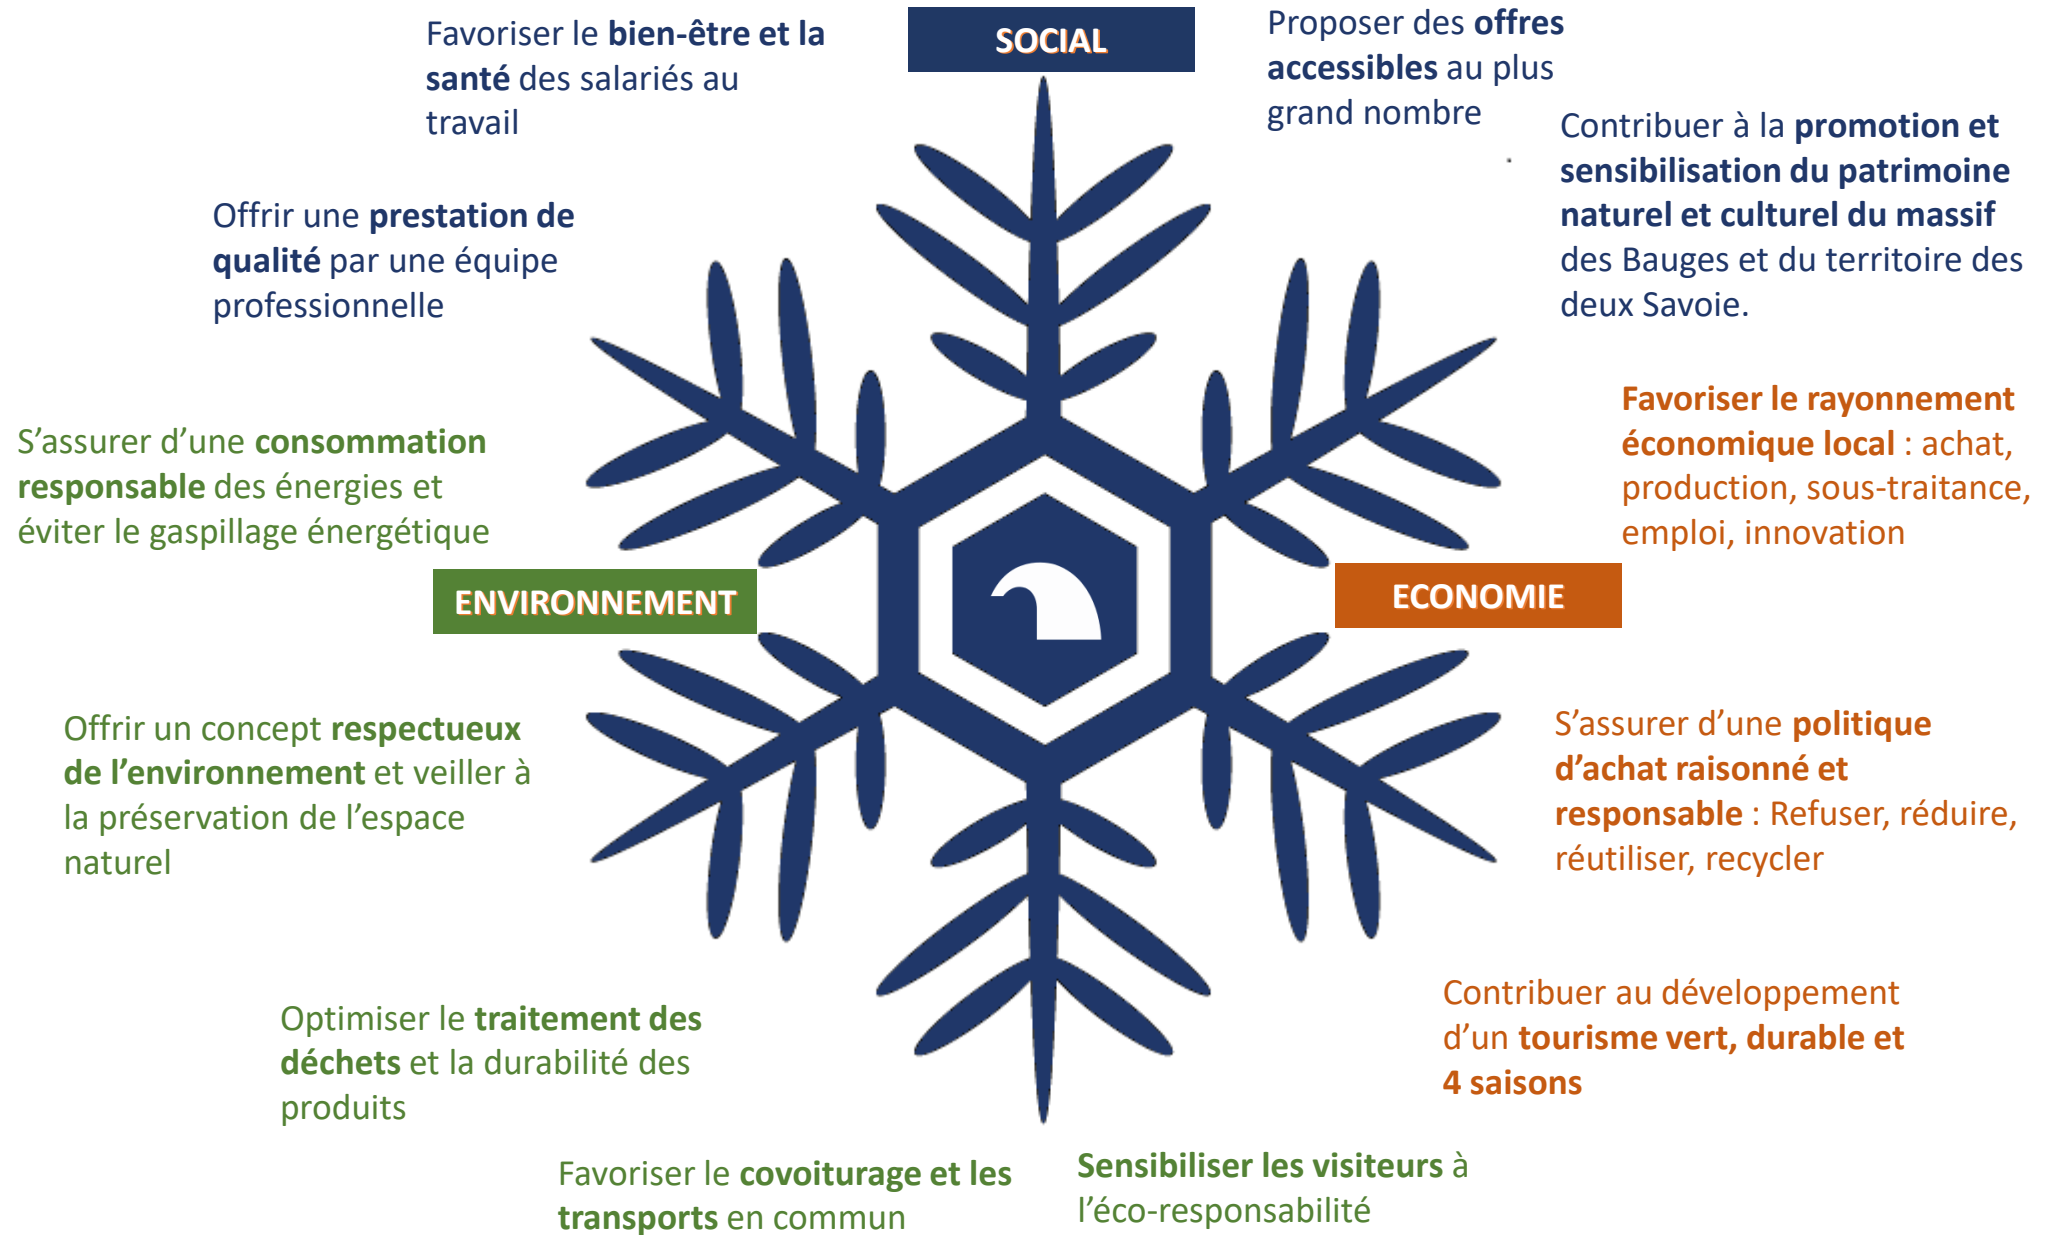 SOCIAL
Favoriser le bien-être et la
santé des salariés au
travail
Proposer des offres
accessibles au plus
grand nombre
Contribuer à la promotion et
sensibilisation du patrimoine
naturel et culturel du massif
des Bauges et du territoire des
deux Savoie.
Offrir une prestation de
qualité par une équipe
professionnelle
Favoriser le rayonnement
économique local : achat,
production, sous-traitance,
emploi, innovation
S’assurer d’une consommation
responsable des énergies et
éviter le gaspillage énergétique
ENVIRONNEMENT
ECONOMIE
Offrir un concept respectueux
de l’environnement et veiller à
la préservation de l’espace
naturel
S’assurer d’une politique
d’achat raisonné et
responsable : Refuser, réduire,
réutiliser, recycler
Optimiser le traitement des
déchets et la durabilité des
produits
Contribuer au développement
d’un tourisme vert, durable et
4 saisons
Favoriser le covoiturage et les
transports en commun
Sensibiliser les visiteurs à
l’éco-responsabilité